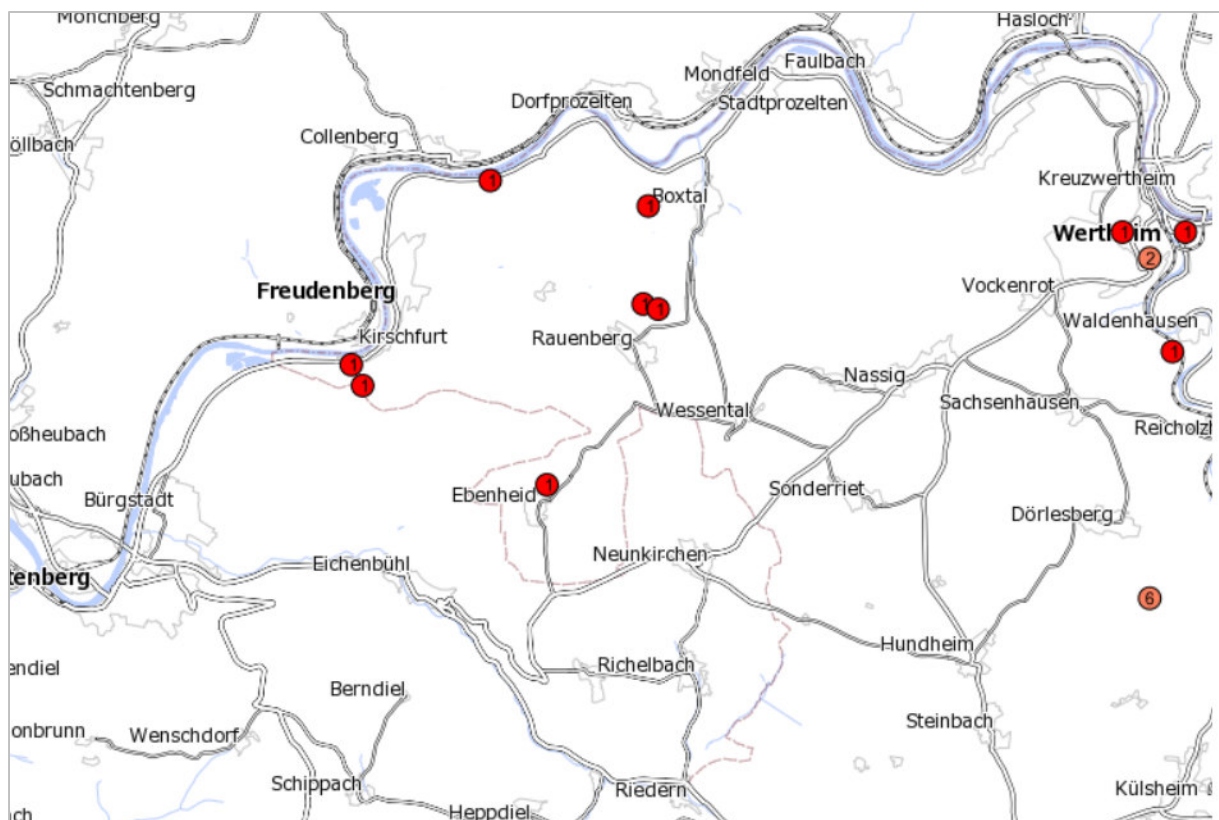 Mönchberg
Hasloch
Faulbach
Mondfeld
Schmachtenberg
Dorfprozelten
Stadtprozelten
Collenberg
öllbach
Kreuzwertheim
1
1
Boxtal
1
1
Wertheim
2
Freudenberg
Vockenrot
1
1
Waldenhausen
Kirschfurt
Rauenberg
1
1
1
Nassig
Sachsenhausen
Wessental
Reicholzh
oßheubach
ubach
1
Ebenheid
Sonderriet
Bürgstadt
Dörlesberg
Neunkirchen
Eichenbühl
tenberg
6
Hundheim
Richelbach
endiel
Berndiel
Steinbach
onbrunn
Wenschdorf
Schippach
Riedern
Külsheim
Heppdiel
ch